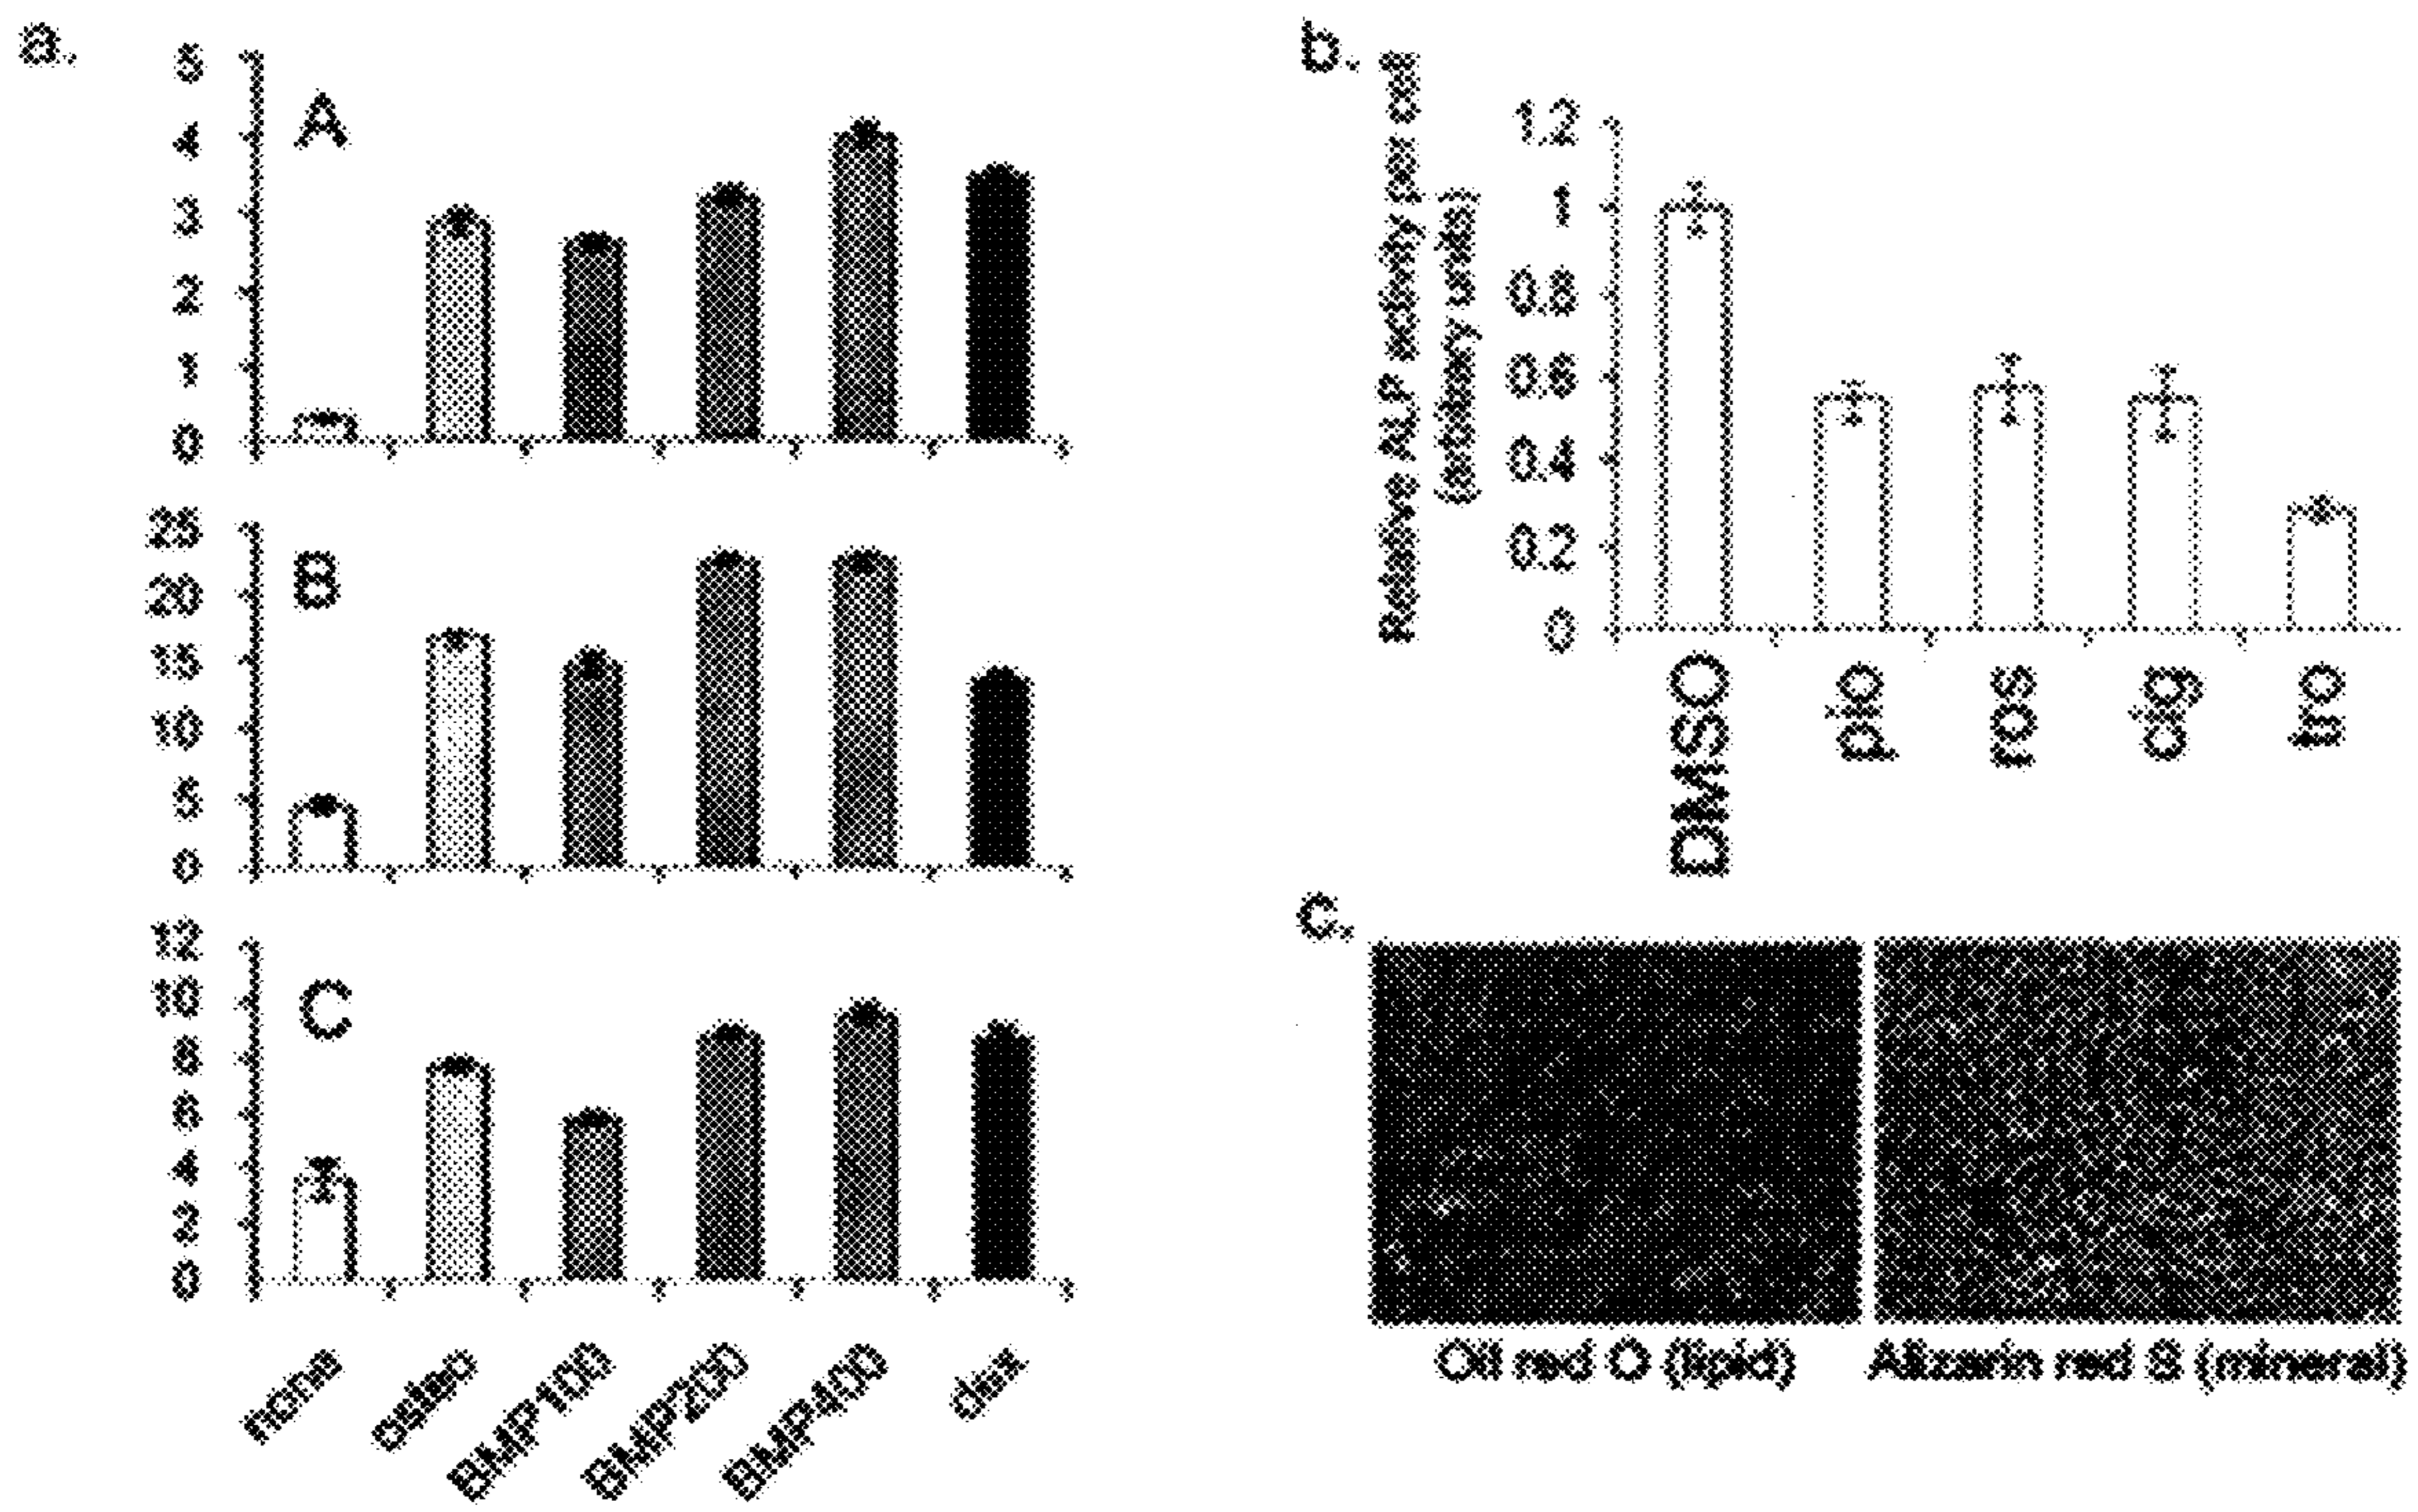 a.
5
4
3
2
1
0
A
25
20
15
10
5
0
B
12
10
8
6
4
2
0
C
none
osteo
BMP100
BMP200
BMP400
dex
b.
Relative ALP activity per cell
(arbitrary units)
1.2
1
0.8
0.6
0.4
0.2
0
DMSO
pio
ros
cig
tro
c.
Oil red O (lipid)
Alizarin red S (mineral)